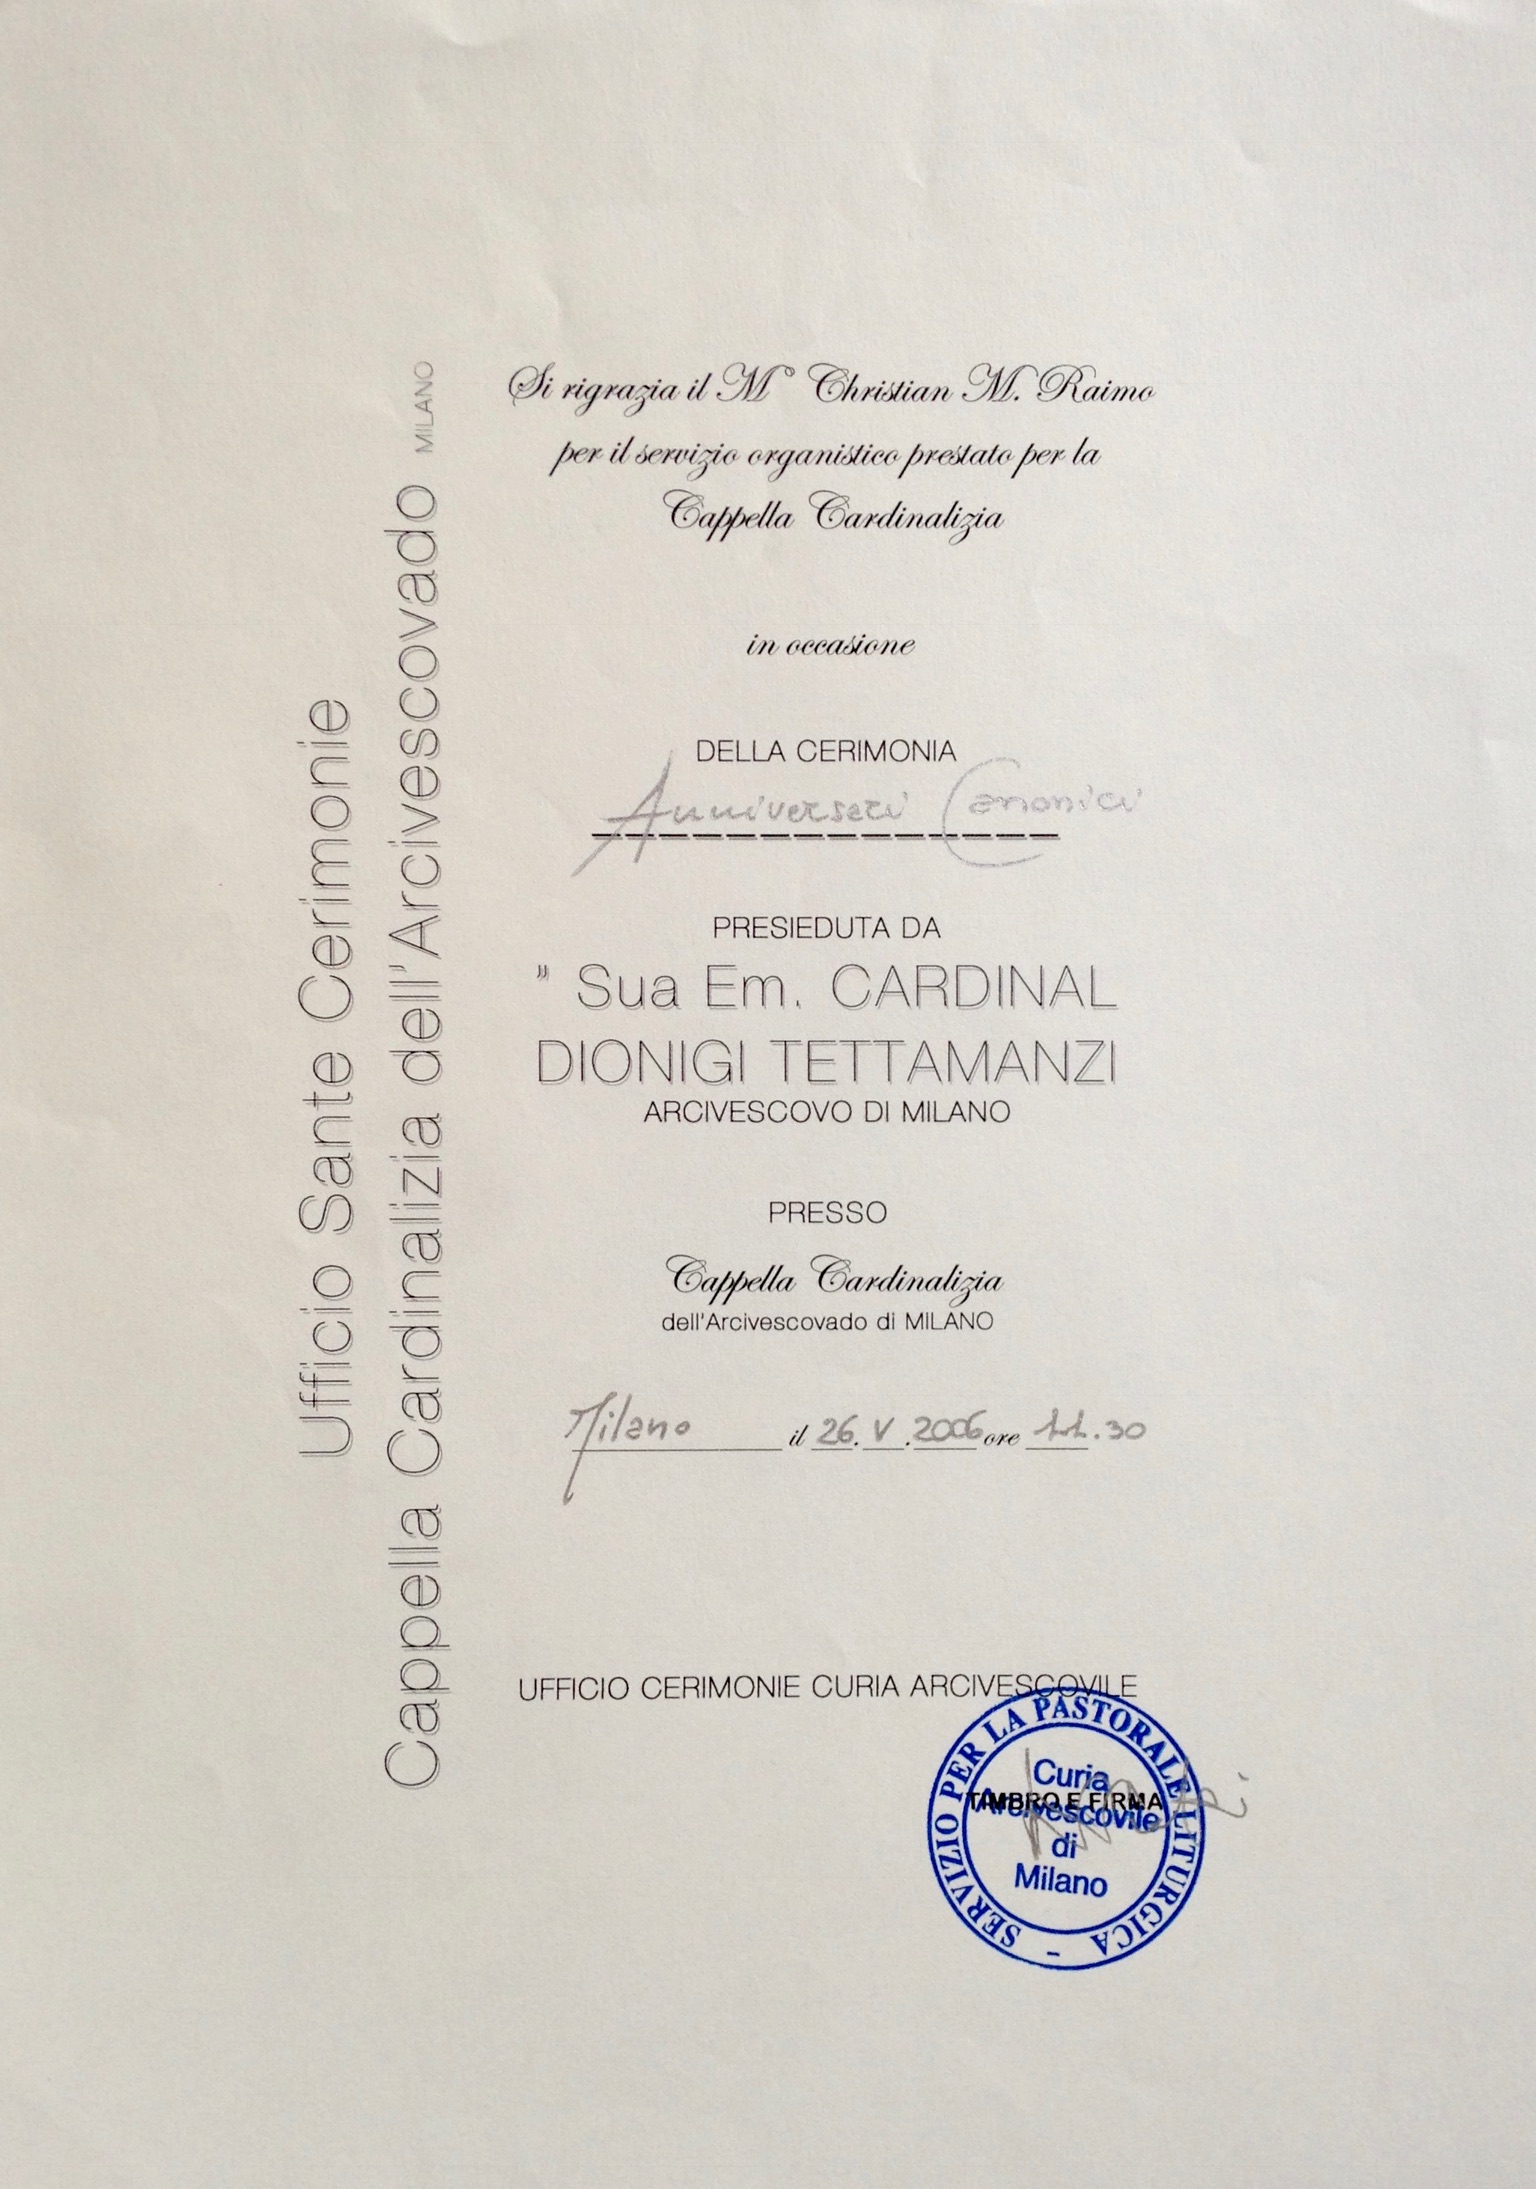 Ufficio Sante Cerimonie
Cappella Cardinalizia dell'Arcivescovado MILANO
Si rigrazia il M° Christian M. Raimo
per il servizio organistico prestato per la
Cappella Cardinalizia
in occasione
DELLA CERIMONIA
Anniversari Canonici
PRESIEDUTA DA
" Sua Em. CARDINAL
DIONIGI TETTAMANZI
ARCIVESCOVO DI MILANO
PRESSO
Cappella Cardinalizia
dell'Arcivescovado di MILANO
Milano il 26.V.2006 ore 11.30
UFFICIO CERIMONIE CURIA ARCIVESCOVILE
TIMBRO E FIRMA
SERVIZIO PER LA PASTORALE LITURGICA -
Curia
Arcivescovile
di
Milano